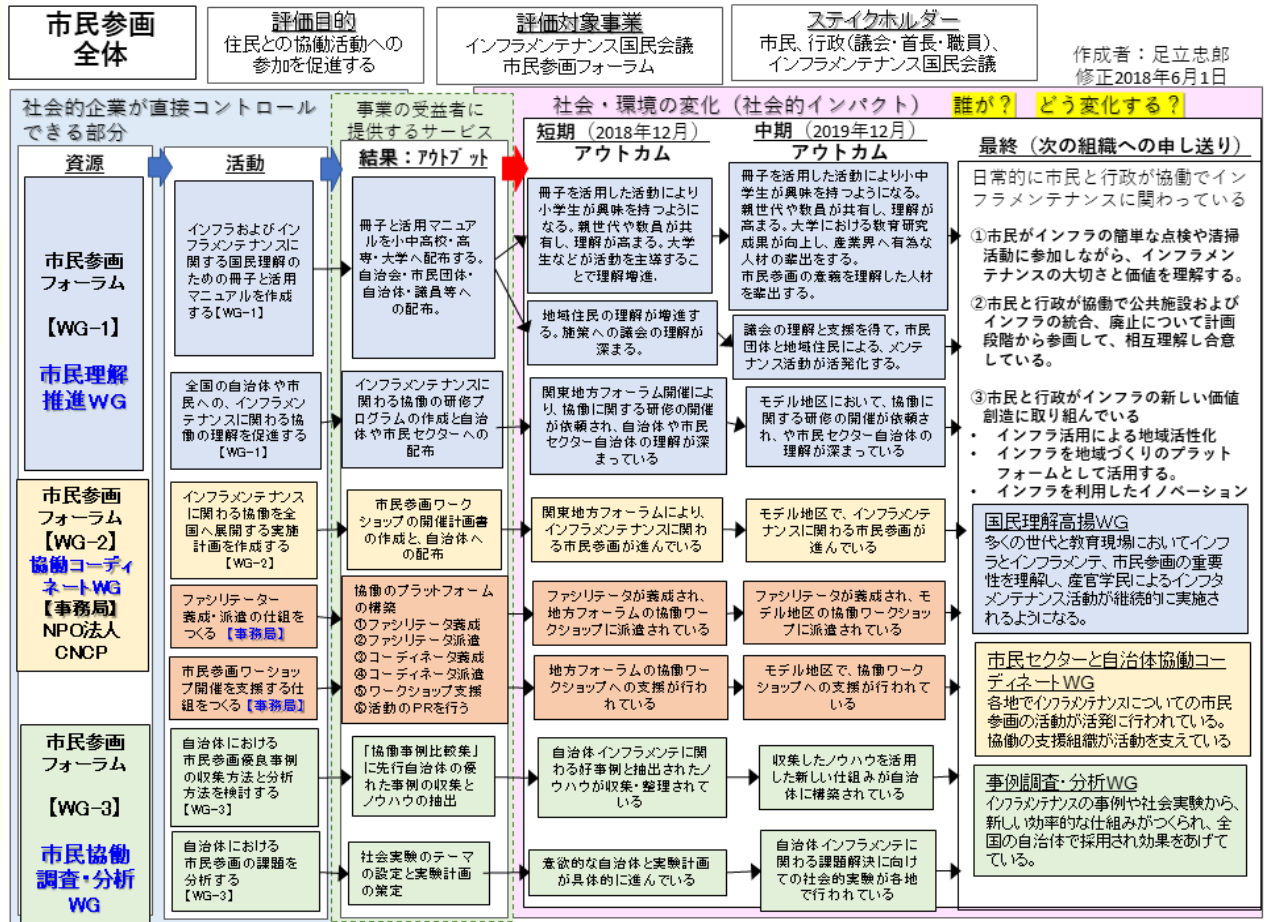 市民参画
全体
評価目的
住民との協働活動への
参加を促進する
評価対象事業
インフラメンテナンス国民会議
市民参画フォーラム
ステイクホルダー
市民、行政(議会・首長・職員)、
インフラメンテナンス国民会議
作成者：足立忠郎
修正2018年6月1日
社会的企業が直接コントロール
できる部分
事業の受益者に
提供するサービス
社会・環境の変化（社会的インパクト）
誰が？
どう変化する？
資源
活動
結果：ｱｳﾄﾌﾟｯﾄ
短期（2018年12月）
アウトカム
中期（2019年12月）
アウトカム
最終（次の組織への申し送り）
市民参画
フォーラム
【WG-1】
市民理解
推進WG
インフラおよびイン
フラメンテナンスに
関する国民理解の
ための冊子と活用
マニュアルを作成
する【WG-1】
冊子と活用マニュア
ルを小中高校・高
専・大学へ配布する。
自治会・市民団体・
自治体・議員等へ
の配布。
冊子を活用した活動により
小学生が興味を持つように
なる。親世代や教員が共
有し、理解が高まる。大学
生などが活動を主導するこ
とで理解増進．
冊子を活用した活動により小中
学生が興味を持つようになる。
親世代や教員が共有し、理解が
高まる。大学における教育研究
成果が向上し、産業界へ有為な
人材の輩出をする。
市民参画の意義を理解した人材
を輩出する。
地域住民の理解が増進す
る。施策への議会の理解が
深まる。
議会の理解と支援を得て、市民
団体と地域住民による、メンテ
ナンス活動が活発化する。
全国の自治体や市
民への、インフラメン
テナンスに関わる協
働の理解を促進する
【WG-1】
インフラメンテナンスに
関わる協働の研修プ
ログラムの作成と自治
体や市民セクターへの
配布
関東地方フォーラム開催によ
り、協働に関する研修の開催
が依頼され、自治体や市民
セクター自治体の理解が深
まっている
モデル地区において、協働に
関する研修の開催が依頼さ
れ、や市民セクター自治体の
理解が深まっている
日常的に市民と行政が協働でイン
フラメンテナンスに関わっている
①市民がインフラの簡単な点検や清掃
活動に参加しながら、インフラメン
テナンスの大切さと価値を理解する。
②市民と行政が協働で公共施設および
インフラの統合、廃止について計画
段階から参画して、相互理解し合意
している。
③市民と行政がインフラの新しい価値
創造に取り組んでいる
• インフラ活用による地域活性化
• インフラを地域づくりのプラット
フォームとして活用する。
• インフラを利用したイノベーション
市民参画
フォーラム
【WG-2】
協働コーディ
ネートWG
【事務局】
NPO法人
CNCP
インフラメンテナンス
に関わる協働を全
国へ展開する実施
計画を作成する
【WG-2】
市民参画ワーク
ショップの開催計画書
の作成と、自治体へ
の配布
関東地方フォーラムにより、
インフラメンテナンスに関わ
る市民参画が進んでいる
モデル地区で、インフラメンテ
ナンスに関わる市民参画が
進んでいる
ファシリテーター
養成・派遣の仕組を
つくる【事務局】
協働のプラットフォーム
の構築
①ファシリテータ養成
②ファシリテータ派遣
③コーディネータ養成
④コーディネータ派遣
⑤ワークショップ支援
⑥活動のPRを行う
ファシリテータが養成され、
地方フォーラムの協働ワー
クショップに派遣されている
ファシリテータが養成され、モ
デル地区の協働ワークショッ
プに派遣されている
市民参画ワーショッ
プ開催を支援する仕
組をつくる【事務局】
地方フォーラムの協働ワー
クショップへの支援が行わ
れている
モデル地区で、協働ワーク
ショップへの支援が行われて
いる
国民理解高揚WG
多くの世代と教育現場においてインフ
ラとインフラメンテ、市民参画の重要
性を理解し、産官学民によるインフタ
メンテナンス活動が継続的に実施さ
れるようになる。
市民セクターと自治体協働コー
ディネートWG
各地でインフラメンテナンスについての市民
参画の活動が活発に行われている。
協働の支援組織が活動を支えている
市民参画
フォーラム
【WG-3】
市民協働
調査・分析
WG
自治体における
市民参画優良事例
の収集方法と分析
方法を検討する
【WG-3】
「協働事例比較集」
に先行自治体の優
れた事例の収集と
ノウハウの抽出
自治体インフラメンテに関
わる好事例と抽出されたノ
ウハウが収集・整理されて
いる
収集したノウハウを活用
した新しい仕組みが自治
体に構築されている
自治体における
市民参画の課題を
分析する
【WG-3】
社会実験のテーマ
の設定と実験計画
の策定
意欲的な自治体と実験計画
が具体的に進んでいる
自治体インフラメンテに
関わる課題解決に向け
ての社会的実験が各地
で行われている
事例調査・分析WG
インフラメンテナンスの事例や社会実験から、
新しい効率的な仕組みがつくられ、全
国の自治体で採用され効果をあげて
ている。